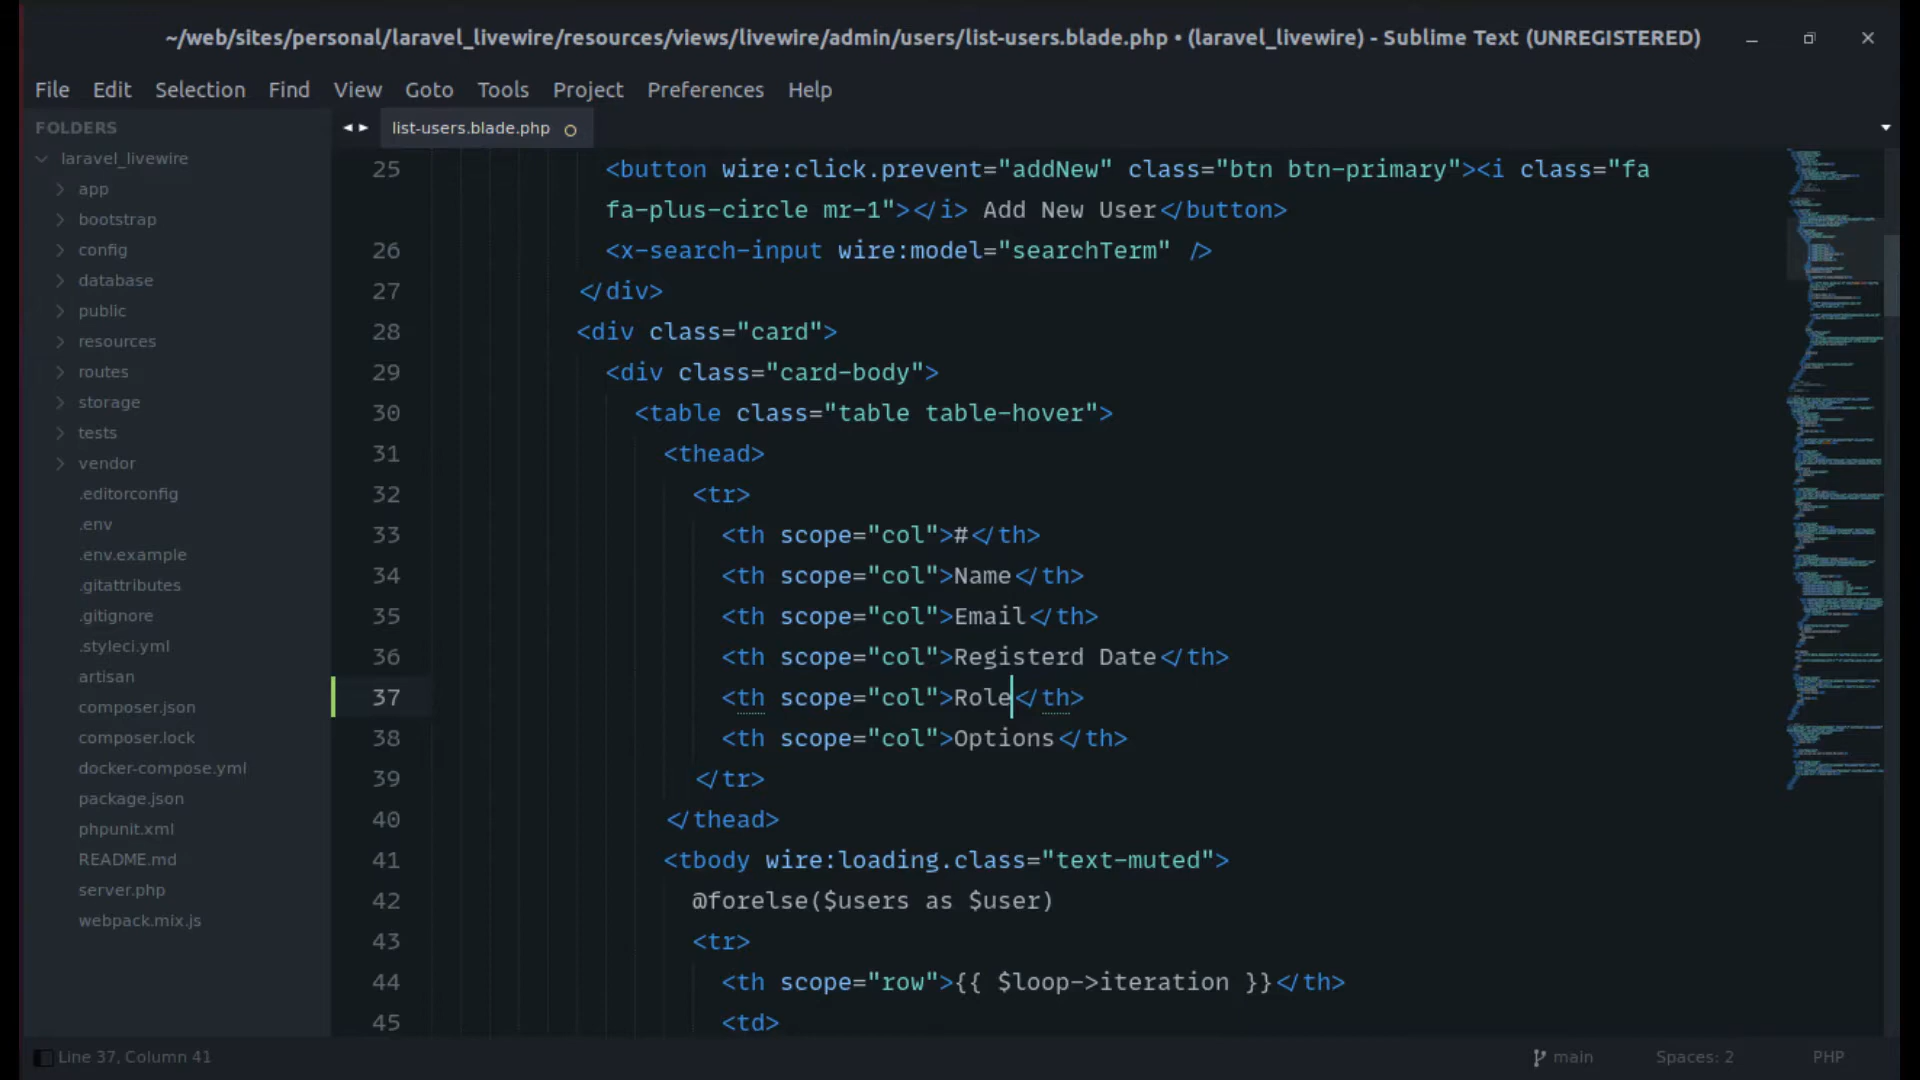 ~/web/sites/personal/laravel_livewire/resources/views/livewire/admin/users/list-users.blade.php • (laravel_livewire) - Sublime Text (UNREGISTERED)
File Edit Selection Find View Goto Tools Project Preferences Help
FOLDERS
laravel_livewire
app
bootstrap
config
database
public
resources
routes
storage
tests
vendor
.editorconfig
.env
.env.example
.gitattributes
.gitignore
.styleci.yml
artisan
composer.json
composer.lock
docker-compose.yml
package.json
phpunit.xml
README.md
server.php
webpack.mix.js
list-users.blade.php
25 <button wire:click.prevent="addNew" class="btn btn-primary"><i class="fa
fa-plus-circle mr-1"></i> Add New User</button>
26 <x-search-input wire:model="searchTerm" />
27 </div>
28 <div class="card">
29 <div class="card-body">
30 <table class="table table-hover">
31 <thead>
32 <tr>
33 <th scope="col">#</th>
34 <th scope="col">Name</th>
35 <th scope="col">Email</th>
36 <th scope="col">Registerd Date</th>
37 <th scope="col">Role</th>
38 <th scope="col">Options</th>
39 </tr>
40 </thead>
41 <tbody wire:loading.class="text-muted">
42 @forelse($users as $user)
43 <tr>
44 <th scope="row">{{ $loop->iteration }}</th>
45 <td>
Line 37, Column 41
main
Spaces: 2
PHP